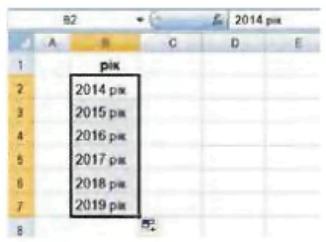 B2 fx 2014 рік
A B C D E
1 рік
2 2014 рік
3 2015 рік
4 2016 рік
5 2017 рік
6 2018 рік
7 2019 рік
8